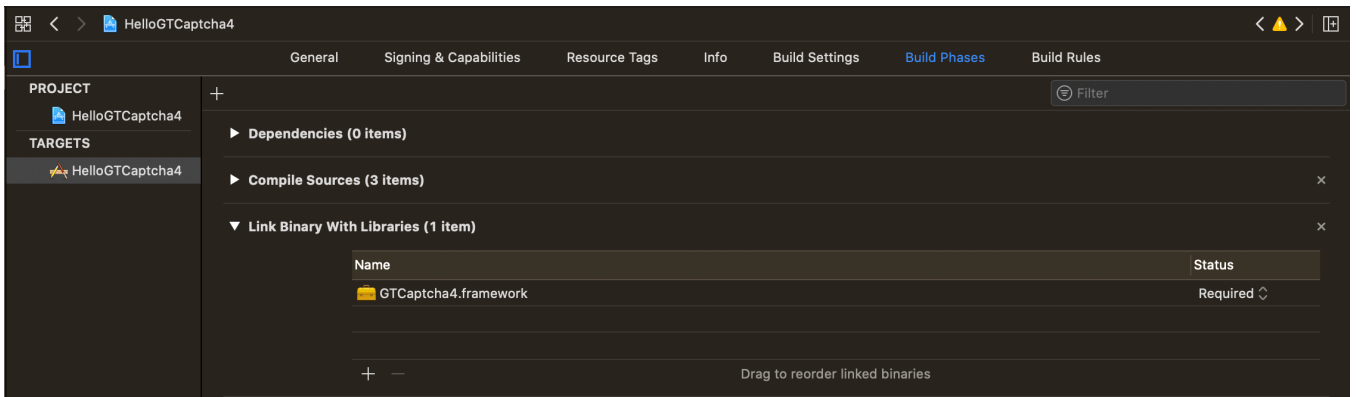 HelloGTCaptcha4
General Signing & Capabilities Resource Tags Info Build Settings Build Phases Build Rules
PROJECT
Filter
HelloGTCaptcha4
Dependencies (0 items)
TARGETS
HelloGTCaptcha4
Compile Sources (3 items)
Link Binary With Libraries (1 item)
Name Status
GTCaptcha4.framework Required
Drag to reorder linked binaries